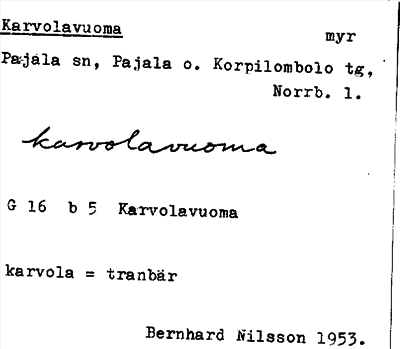 Karvolavuoma myr
Pajala sn, Pajala o. Korpilombolo tg,
Norrb. l.
karvolavuoma
G 16 b 5 Karvolavuoma
karvola = tranbär
Bernhard Nilsson 1953.